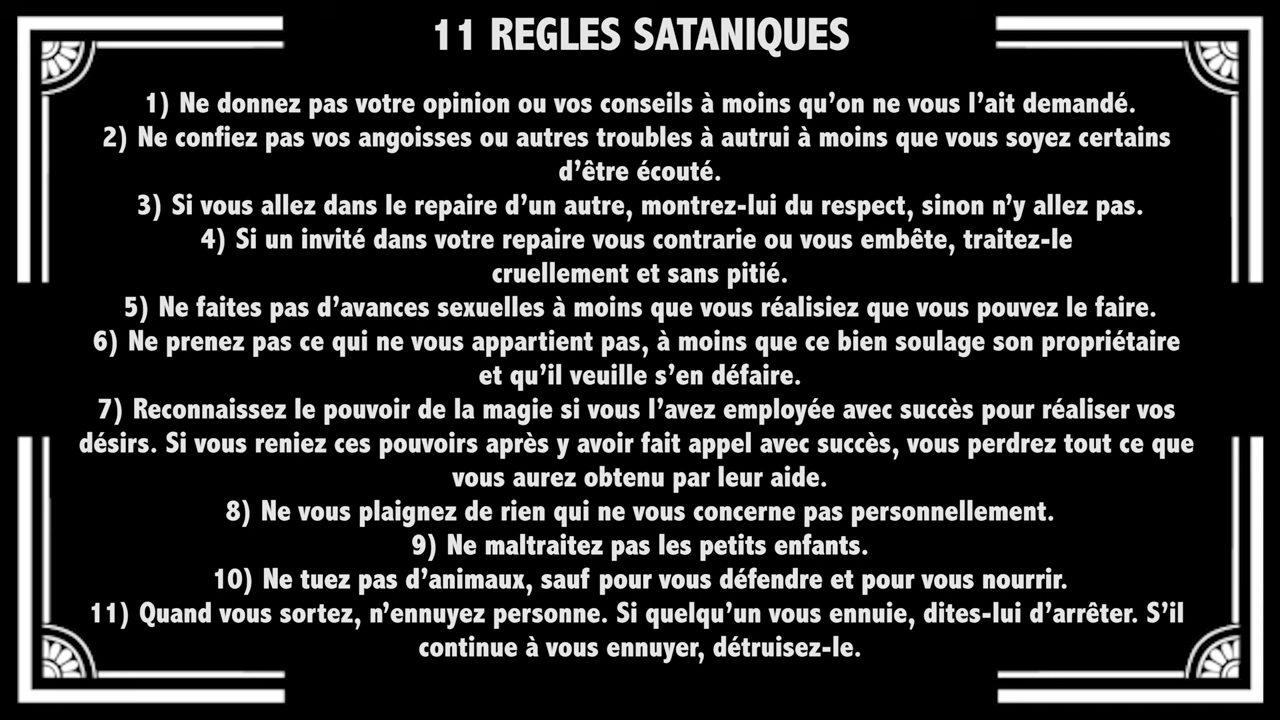 11 REGLES SATANIQUES
1) Ne donnez pas votre opinion ou vos conseils à moins qu'on ne vous l'ait demandé.
2) Ne confiez pas vos angoisses ou autres troubles à autrui à moins que vous soyez certains
d'être écouté.
3) Si vous allez dans le repaire d'un autre, montrez-lui du respect, sinon n'y allez pas.
4) Si un invité dans votre repaire vous contrarie ou vous embête, traitez-le
cruellement et sans pitié.
5) Ne faites pas d'avances sexuelles à moins que vous réalisiez que vous pouvez le faire.
6) Ne prenez pas ce qui ne vous appartient pas, à moins que ce bien soulage son propriétaire
et qu'il veuille s'en défaire.
7) Reconnaissez le pouvoir de la magie si vous l'avez employée avec succès pour réaliser vos
désirs. Si vous reniez ces pouvoirs après y avoir fait appel avec succès, vous perdrez tout ce que
vous aurez obtenu par leur aide.
8) Ne vous plaignez de rien qui ne vous concerne pas personnellement.
9) Ne maltraitez pas les petits enfants.
10) Ne tuez pas d'animaux, sauf pour vous défendre et pour vous nourrir.
11) Quand vous sortez, n'ennuyez personne. Si quelqu'un vous ennuie, dites-lui d'arrêter. S'il
continue à vous ennuyer, détruisez-le.